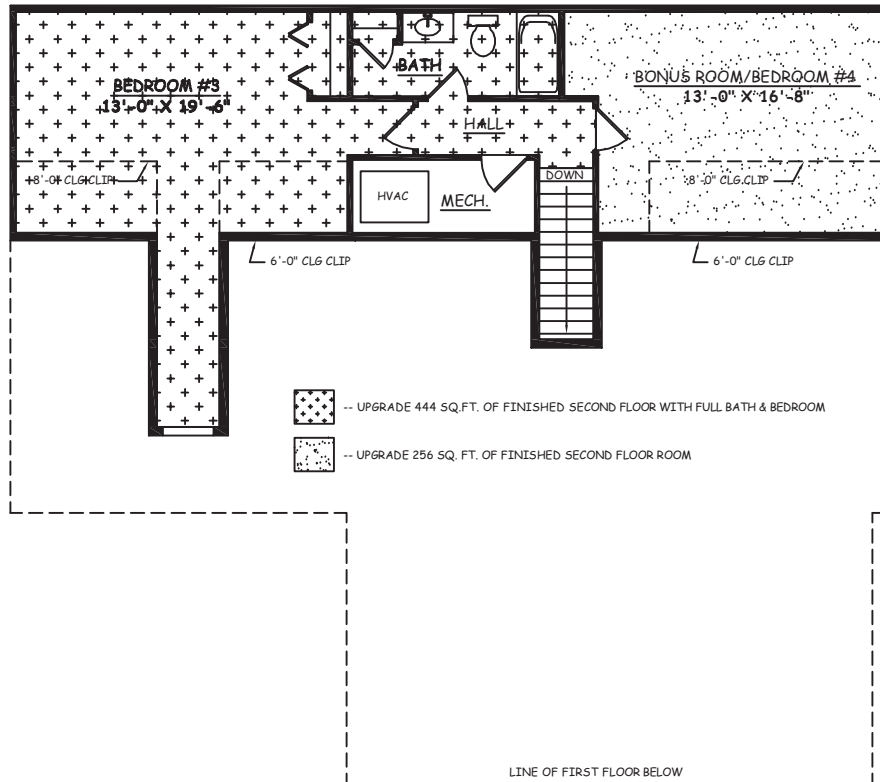 BATH
BEDROOM #3
13'-0" X 19'-6"
BONUS ROOM/BEDROOM #4
13'-0" X 16'-8"
HALL
8'-0" CLG CLIP
HVAC
MECH.
DOWN
8'-0" CLG CLIP
6'-0" CLG CLIP
6'-0" CLG CLIP
-- UPGRADE 444 SQ.FT. OF FINISHED SECOND FLOOR WITH FULL BATH & BEDROOM
-- UPGRADE 256 SQ. FT. OF FINISHED SECOND FLOOR ROOM
LINE OF FIRST FLOOR BELOW